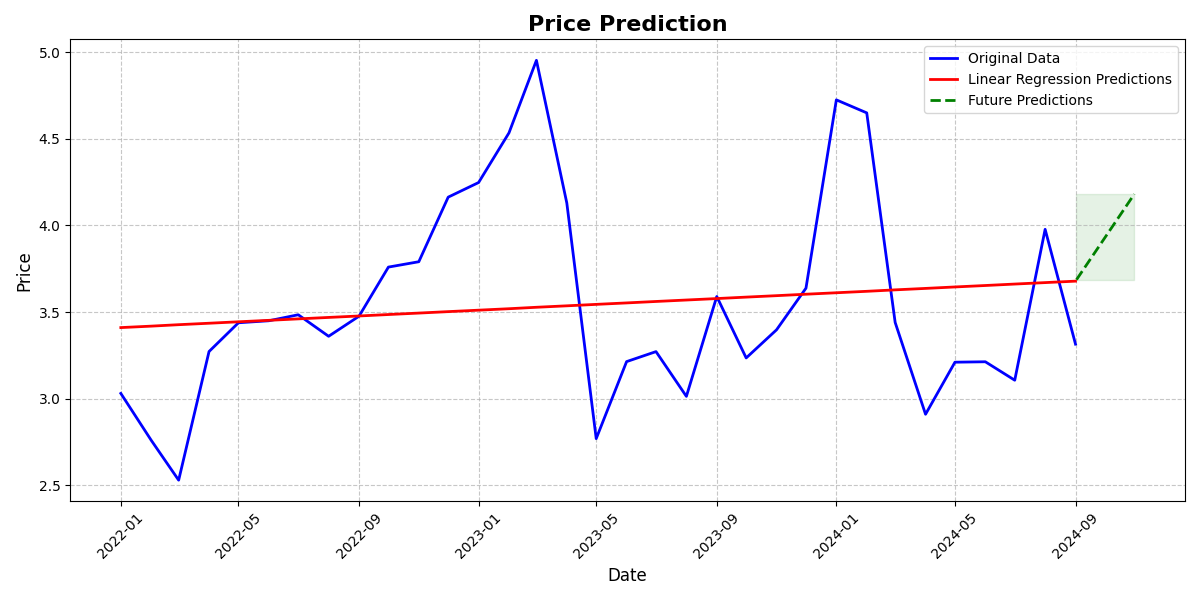 Price Prediction
Original Data
Linear Regression Predictions
Future Predictions
Price
5.0
4.5
4.0
3.5
3.0
2.5
2022-01
2022-05
2022-09
2023-01
2023-05
2023-09
2024-01
2024-05
2024-09
Date